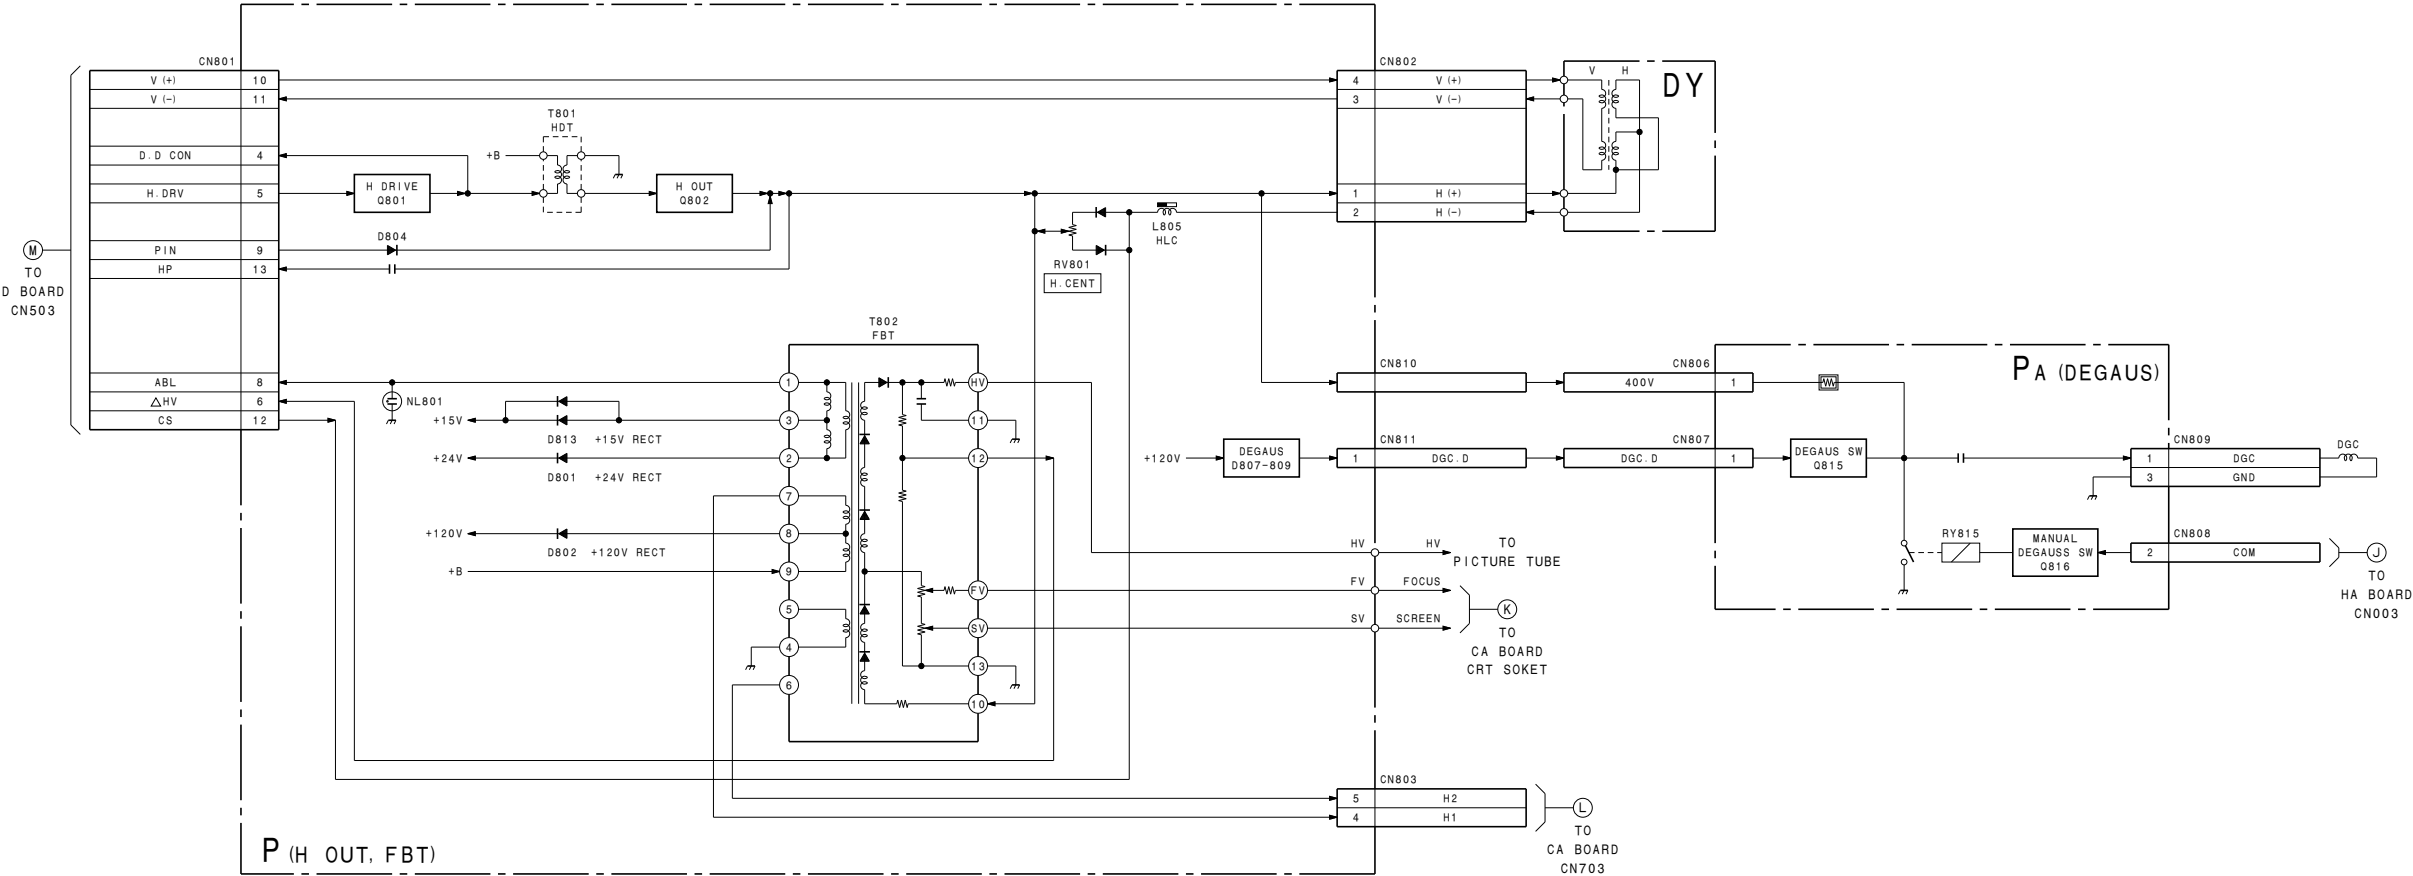 CN801
V (+) 10
V (-) 11
D.D CON 4
H.DRV 5
PIN 9
HP 13
ABL 8
△HV 6
CS 12
M
TO
D BOARD
CN503
T801
HDT
+B
H DRIVE
Q801
H OUT
Q802
D804
L805
HLC
RV801
H.CENT
CN802
4 V (+)
3 V (-)
1 H (+)
2 H (-)
V H
DY
NL801
+15V
D813 +15V RECT
+24V
D801 +24V RECT
+120V
D802 +120V RECT
+B
T802
FBT
1
3
2
7
8
9
5
4
6
HV
11
12
FV
SV
13
10
+120V
DEGAUS
D807-809
CN810
CN811
1 DGC.D
CN806
400V 1
CN807
DGC.D 1
PA (DEGAUS)
DEGAUS SW
Q815
CN809
1 DGC
3 GND
DGC
RY815
MANUAL
DEGAUSS SW
Q816
CN808
2 COM
J
TO
HA BOARD
CN003
HV HV
TO
PICTURE TUBE
FV FOCUS
SV SCREEN
K
TO
CA BOARD
CRT SOKET
CN803
5 H2
4 H1
L
TO
CA BOARD
CN703
P (H OUT, FBT)